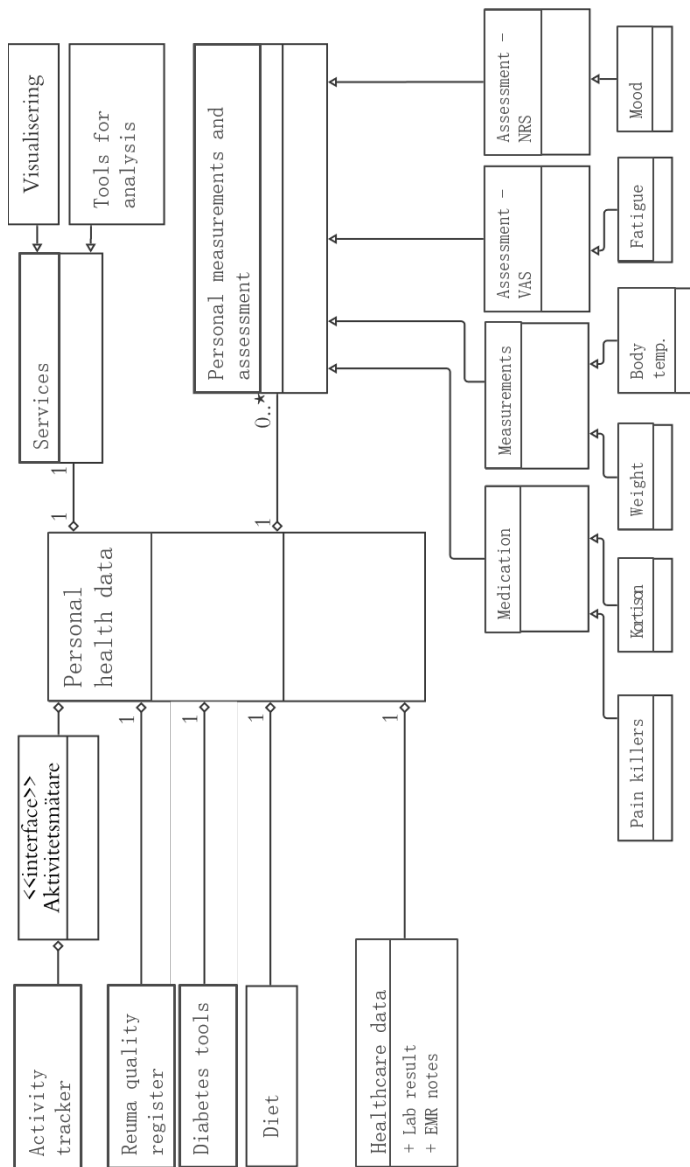 Activity
tracker
<<interface>>
Aktivitetsmätare
Reuma quality
register
1
Diabetes tools
1
Diet
1
Healthcare data
+ Lab result
+ EMR notes
1
Personal
health data
1
1
Services
Visualisering
Tools for
analysis
1
0..★
Personal measurements and
assessment
Medication
Measurements
Assessment –
VAS
Assessment –
NRS
Pain killers
Kortison
Weight
Body
temp.
Fatigue
Mood